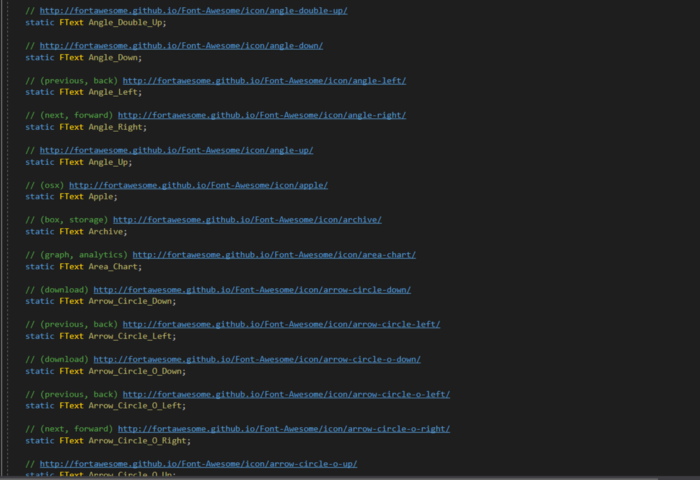 // http://fortawesome.github.io/Font-Awesome/icon/angle-double-up/
static FText Angle_Double_Up;
// http://fortawesome.github.io/Font-Awesome/icon/angle-down/
static FText Angle_Down;
// (previous, back) http://fortawesome.github.io/Font-Awesome/icon/angle-left/
static FText Angle_Left;
// (next, forward) http://fortawesome.github.io/Font-Awesome/icon/angle-right/
static FText Angle_Right;
// http://fortawesome.github.io/Font-Awesome/icon/angle-up/
static FText Angle_Up;
// (osx) http://fortawesome.github.io/Font-Awesome/icon/apple/
static FText Apple;
// (box, storage) http://fortawesome.github.io/Font-Awesome/icon/archive/
static FText Archive;
// (graph, analytics) http://fortawesome.github.io/Font-Awesome/icon/area-chart/
static FText Area_Chart;
// (download) http://fortawesome.github.io/Font-Awesome/icon/arrow-circle-down/
static FText Arrow_Circle_Down;
// (previous, back) http://fortawesome.github.io/Font-Awesome/icon/arrow-circle-left/
static FText Arrow_Circle_Left;
// (download) http://fortawesome.github.io/Font-Awesome/icon/arrow-circle-o-down/
static FText Arrow_Circle_O_Down;
// (previous, back) http://fortawesome.github.io/Font-Awesome/icon/arrow-circle-o-left/
static FText Arrow_Circle_O_Left;
// (next, forward) http://fortawesome.github.io/Font-Awesome/icon/arrow-circle-o-right/
static FText Arrow_Circle_O_Right;
// http://fortawesome.github.io/Font-Awesome/icon/arrow-circle-o-up/
static FText Arrow_Circle_O_Up;